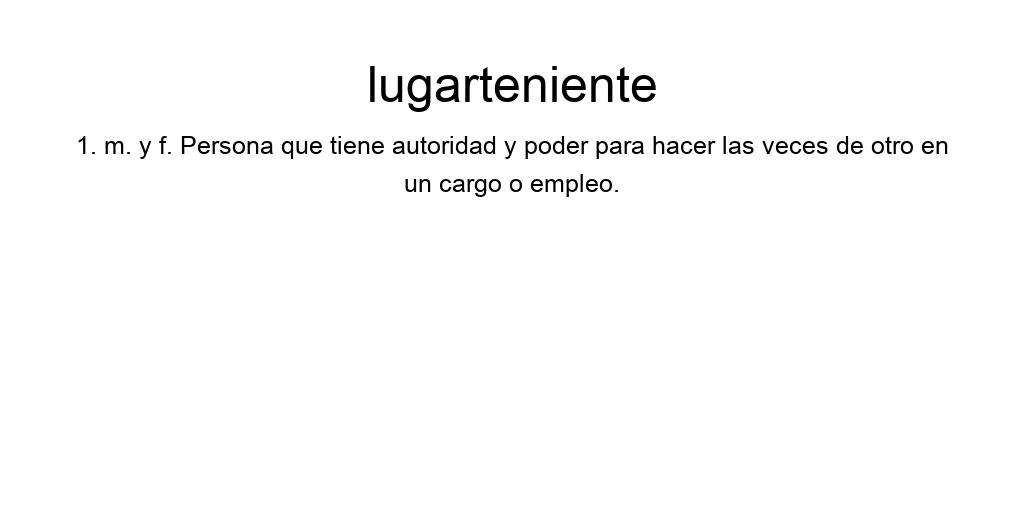 lugarteniente
1. m. y f. Persona que tiene autoridad y poder para hacer las veces de otro en
un cargo o empleo.